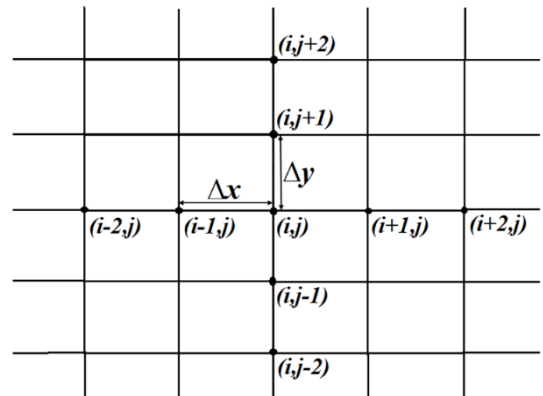 (i,j+2)
(i,j+1)
Δx
Δy
(i-2,j) (i-1,j) (i,j) (i+1,j) (i+2,j)
(i,j-1)
(i,j-2)